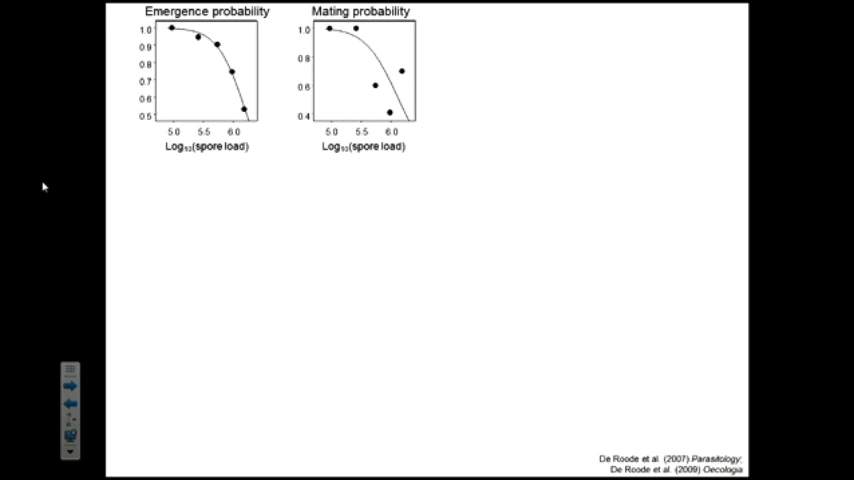 Emergence probability
Mating probability
1.0
0.9
0.8
0.7
0.6
0.5
5.0 5.5 6.0
Log₁₀(spore load)
1.0
0.8
0.6
0.4
5.0 5.5 6.0
Log₁₀(spore load)
De Roode et al. (2007) Parasitology;
De Roode et al. (2009) Oecologia